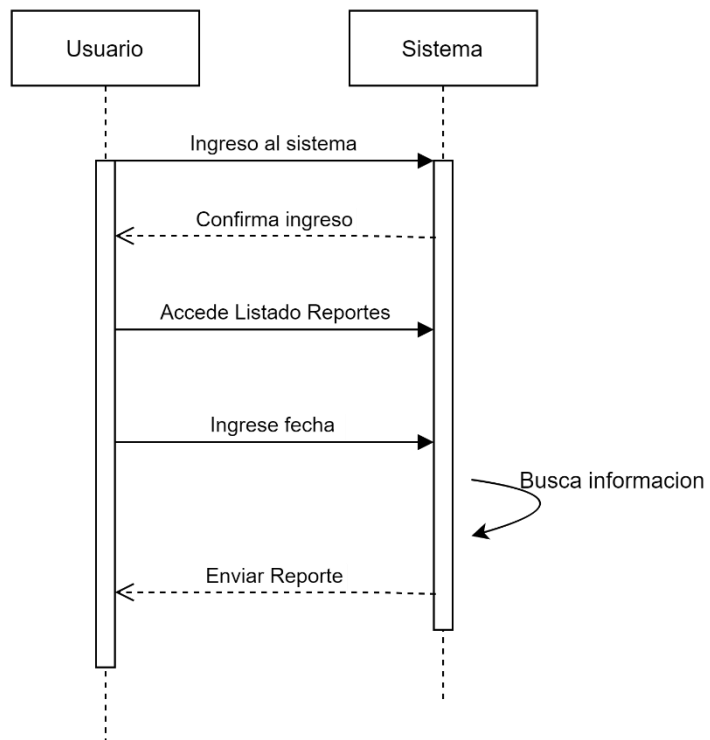 Usuario
Sistema
Ingreso al sistema
Confirma ingreso
Accede Listado Reportes
Ingrese fecha
Busca informacion
Enviar Reporte